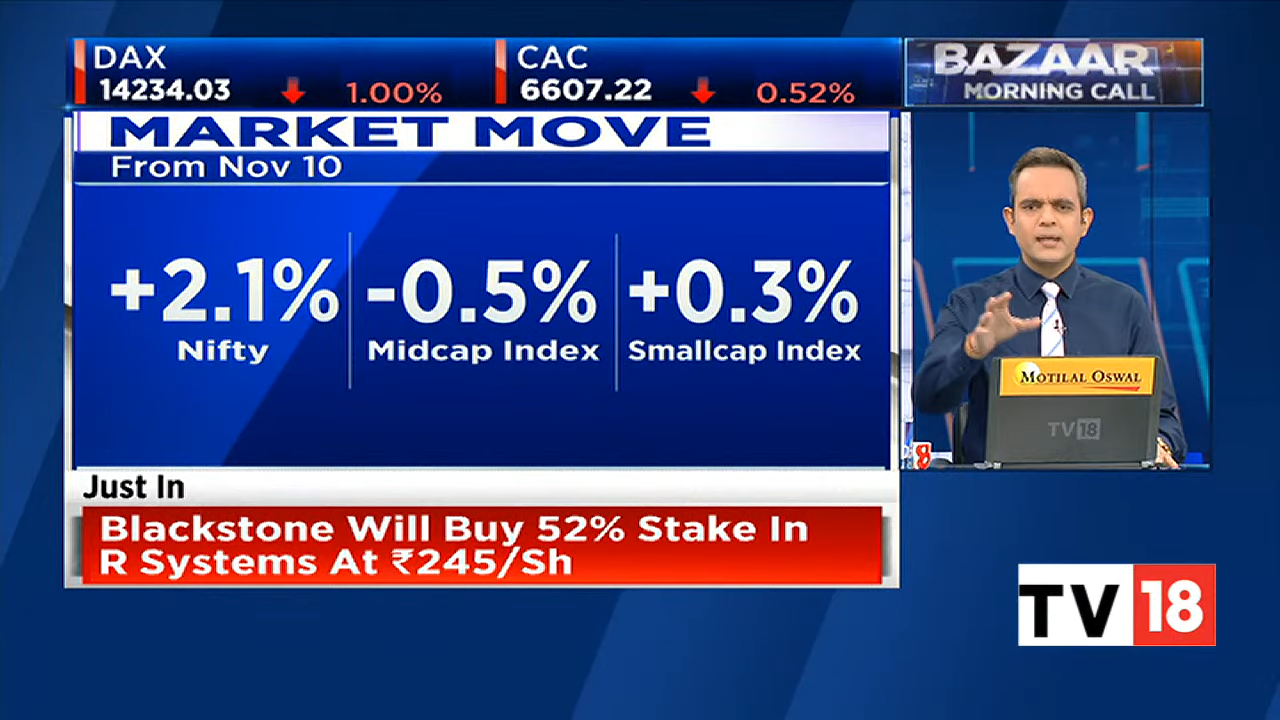 DAX
14234.03 1.00%
CAC
6607.22 0.52%
BAZAAR
MORNING CALL
MARKET MOVE
From Nov 10
+2.1%
Nifty
-0.5%
Midcap Index
+0.3%
Smallcap Index
MOTILAL OSWAL
TV18
8
Just In
Blackstone Will Buy 52% Stake In
R Systems At ₹245/Sh
TV18